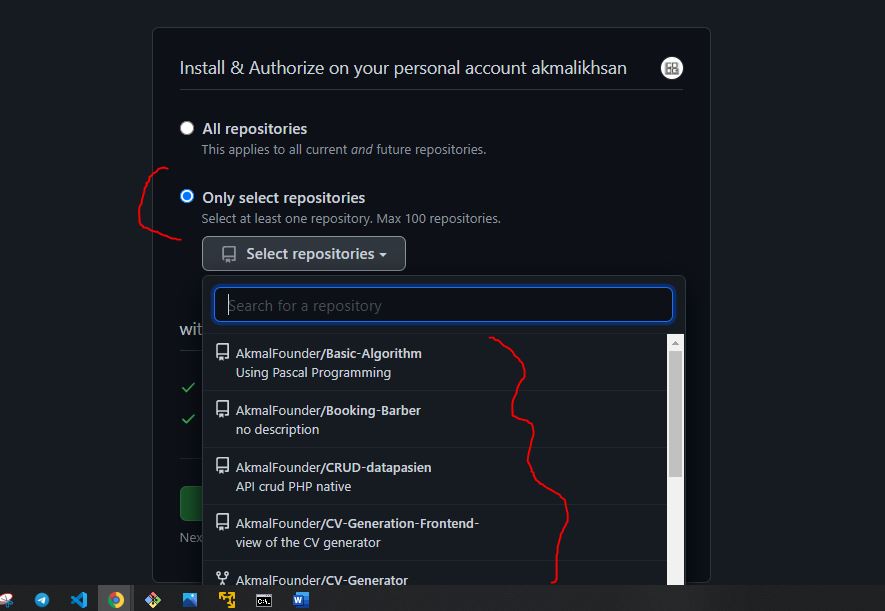 Install & Authorize on your personal account akmalikhsan
All repositories
This applies to all current and future repositories.
Only select repositories
Select at least one repository. Max 100 repositories.
Select repositories
Search for a repository
wit
AkmalFounder/Basic-Algorithm
Using Pascal Programming
AkmalFounder/Booking-Barber
no description
AkmalFounder/CRUD-datapasien
API crud PHP native
AkmalFounder/CV-Generation-Frontend-
view of the CV generator
Nex
AkmalFounder/CV-Generator